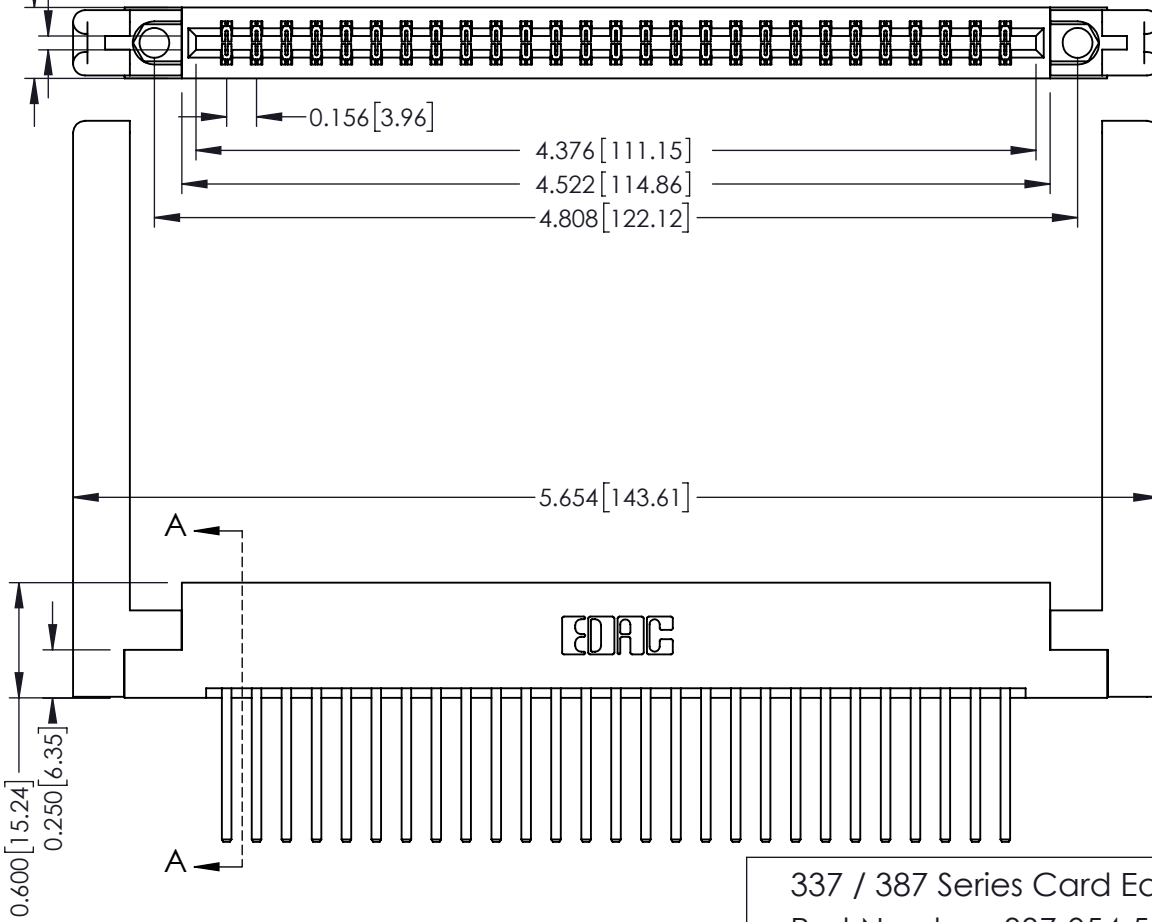 0.156[3.96]
4.376[111.15]
4.522[114.86]
4.808[122.12]
5.654[143.61]
A
EDAC
0.250[6.35]
0.600[15.24]
A
337 / 387 Series Card